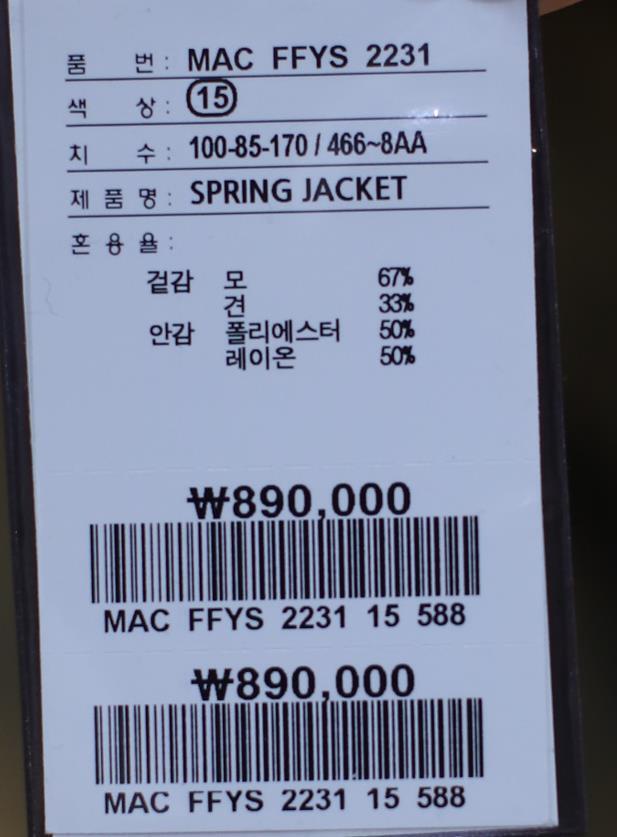 품 번 : MAC FFYS 2231
색 상 : 15
치 수 : 100-85-170 / 466~8AA
제 품 명 : SPRING JACKET
혼 용 율 :
겉감 모 67%
견 33%
안감 폴리에스터 50%
레이온 50%
₩890,000
MAC FFYS 2231 15 588
₩890,000
MAC FFYS 2231 15 588